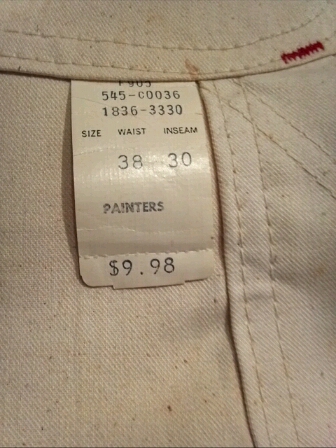 545-C0036
1836-3330
SIZE WAIST INSEAM
38 30
PAINTERS
$9.98